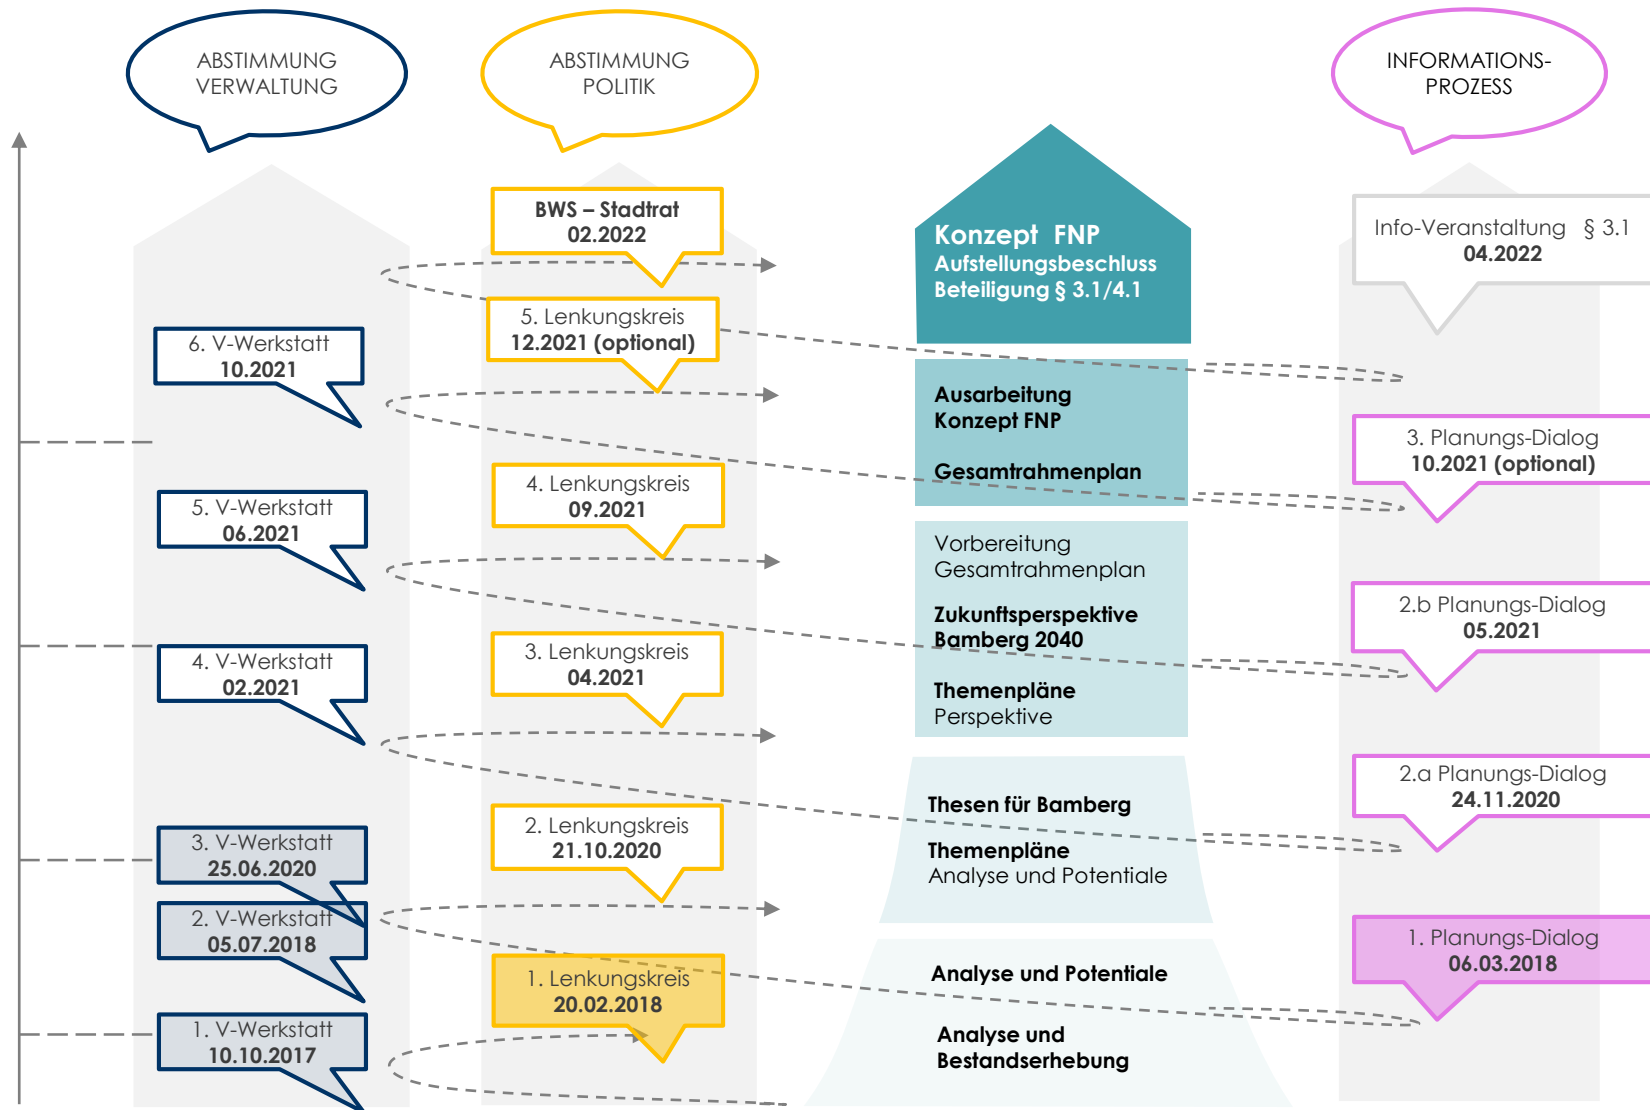 ABSTIMMUNG
VERWALTUNG
ABSTIMMUNG
POLITIK
INFORMATIONS-
PROZESS
6. V-Werkstatt
10.2021
5. V-Werkstatt
06.2021
4. V-Werkstatt
02.2021
3. V-Werkstatt
25.06.2020
2. V-Werkstatt
05.07.2018
1. V-Werkstatt
10.10.2017
BWS – Stadtrat
02.2022
5. Lenkungskreis
12.2021 (optional)
4. Lenkungskreis
09.2021
3. Lenkungskreis
04.2021
2. Lenkungskreis
21.10.2020
1. Lenkungskreis
20.02.2018
Konzept FNP
Aufstellungsbeschluss
Beteiligung § 3.1/4.1
Ausarbeitung
Konzept FNP
Gesamtrahmenplan
Vorbereitung
Gesamtrahmenplan
Zukunftsperspektive
Bamberg 2040
Themenpläne
Perspektive
Thesen für Bamberg
Themenpläne
Analyse und Potentiale
Analyse und Potentiale
Analyse und
Bestandserhebung
Info-Veranstaltung § 3.1
04.2022
3. Planungs-Dialog
10.2021 (optional)
2.b Planungs-Dialog
05.2021
2.a Planungs-Dialog
24.11.2020
1. Planungs-Dialog
06.03.2018